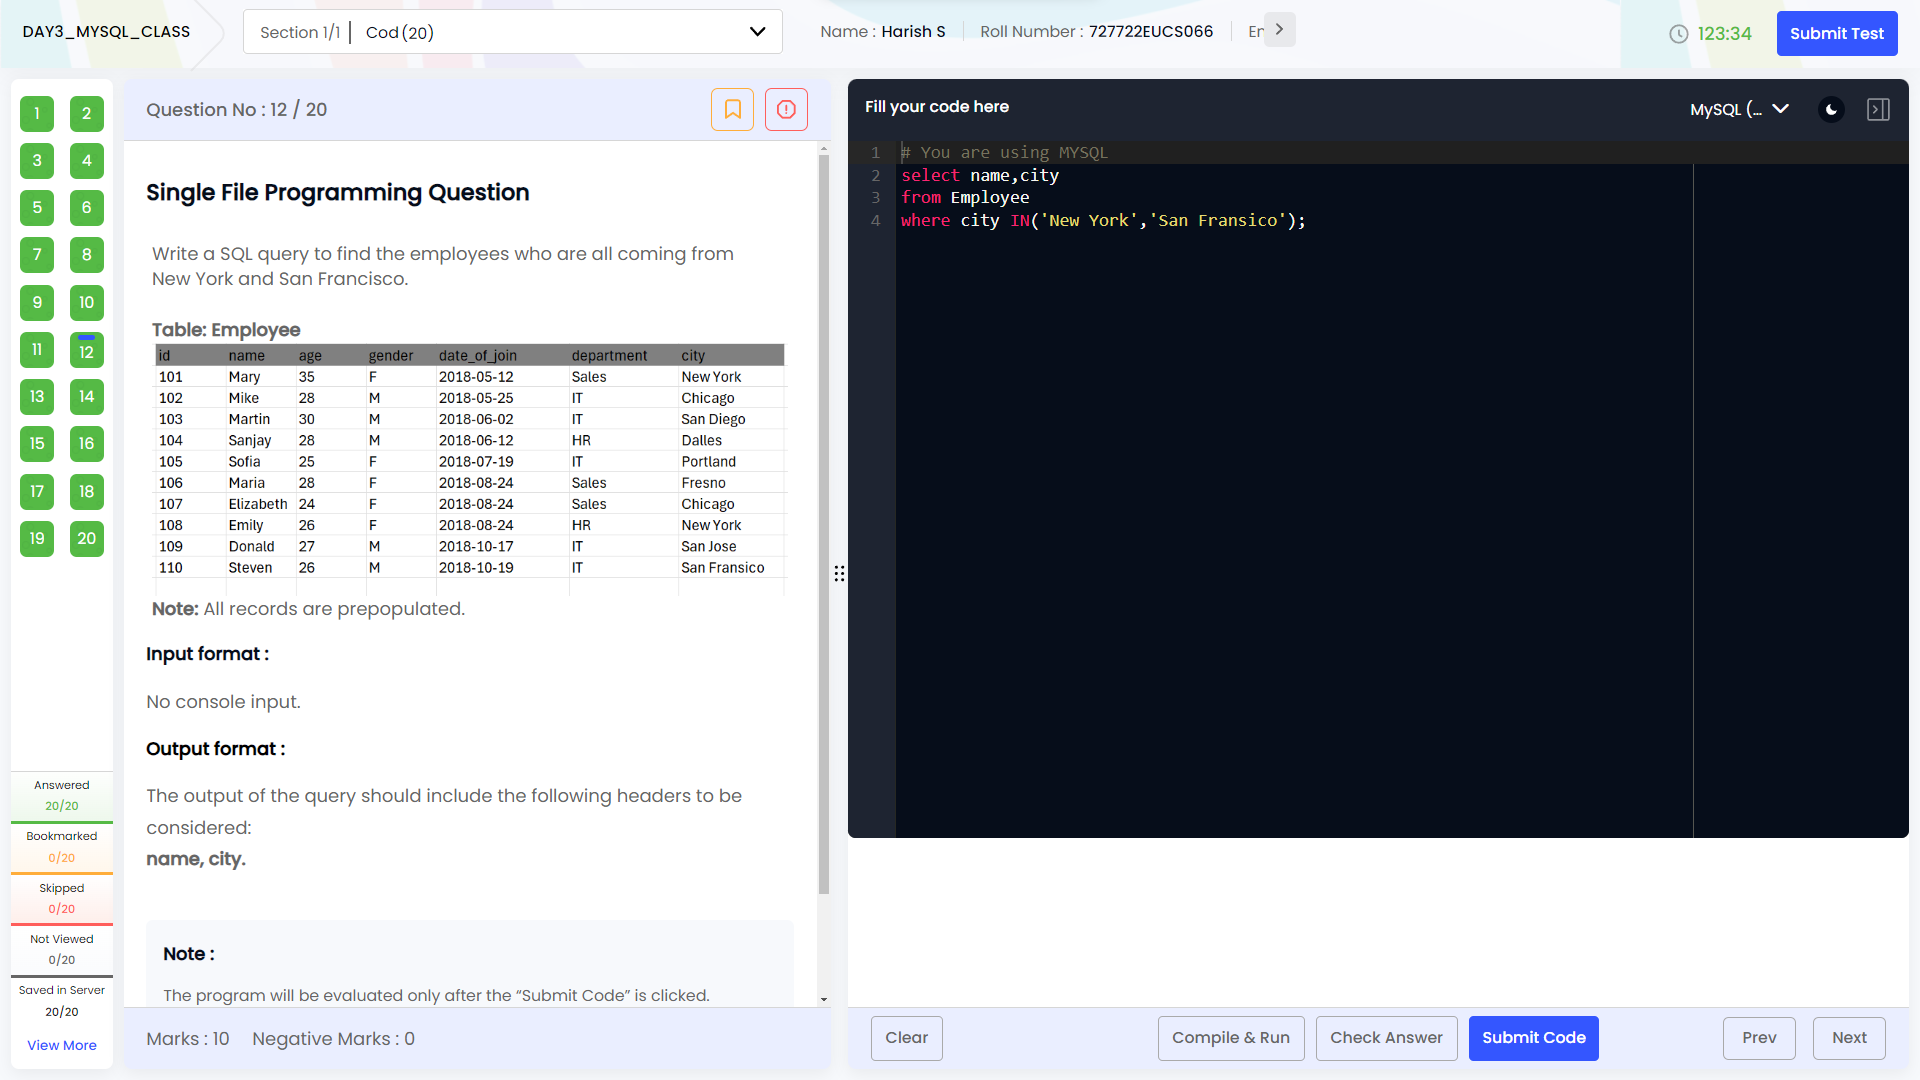 DAY3_MYSQL_CLASS
Section 1/1 | Cod (20)
Name : Harish S
Roll Number : 727722EUCS066
123:34
Submit Test
1 2
3 4
5 6
7 8
9 10
11 12
13 14
15 16
17 18
19 20
Answered
20/20
Bookmarked
0/20
Skipped
0/20
Not Viewed
0/20
Saved in Server
20/20
View More
Question No : 12 / 20
Single File Programming Question
Write a SQL query to find the employees who are all coming from
New York and San Francisco.
Table: Employee
id name age gender date_of_join department city
101 Mary 35 F 2018-05-12 Sales New York
102 Mike 28 M 2018-05-25 IT Chicago
103 Martin 30 M 2018-06-02 IT San Diego
104 Sanjay 28 M 2018-06-12 HR Dalles
105 Sofia 25 F 2018-07-19 IT Portland
106 Maria 28 F 2018-08-24 Sales Fresno
107 Elizabeth 24 F 2018-08-24 Sales Chicago
108 Emily 26 F 2018-08-24 HR New York
109 Donald 27 M 2018-10-17 IT San Jose
110 Steven 26 M 2018-10-19 IT San Fransico
Note: All records are prepopulated.
Input format :
No console input.
Output format :
The output of the query should include the following headers to be
considered:
name, city.
Note :
The program will be evaluated only after the “Submit Code” is clicked.
Marks : 10 Negative Marks : 0
Fill your code here
MySQL (...
1 # You are using MYSQL
2 select name,city
3 from Employee
4 where city IN('New York','San Fransico');
Clear
Compile & Run
Check Answer
Submit Code
Prev
Next